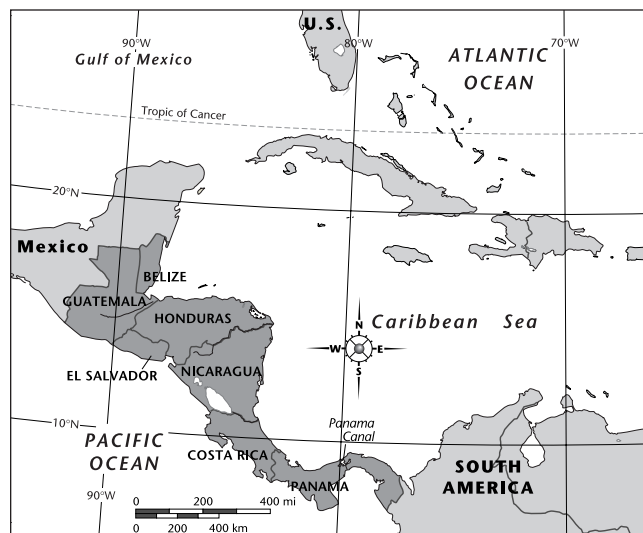 U.S.
90°W
80°W
70°W
Gulf of Mexico
ATLANTIC
OCEAN
Tropic of Cancer
20°N
Mexico
BELIZE
GUATEMALA
HONDURAS
Caribbean Sea
N
W
E
S
EL SALVADOR
NICARAGUA
10°N
Panama
Canal
PACIFIC
OCEAN
COSTA RICA
SOUTH
AMERICA
PANAMA
90°W
0 200 400 mi
0 200 400 km